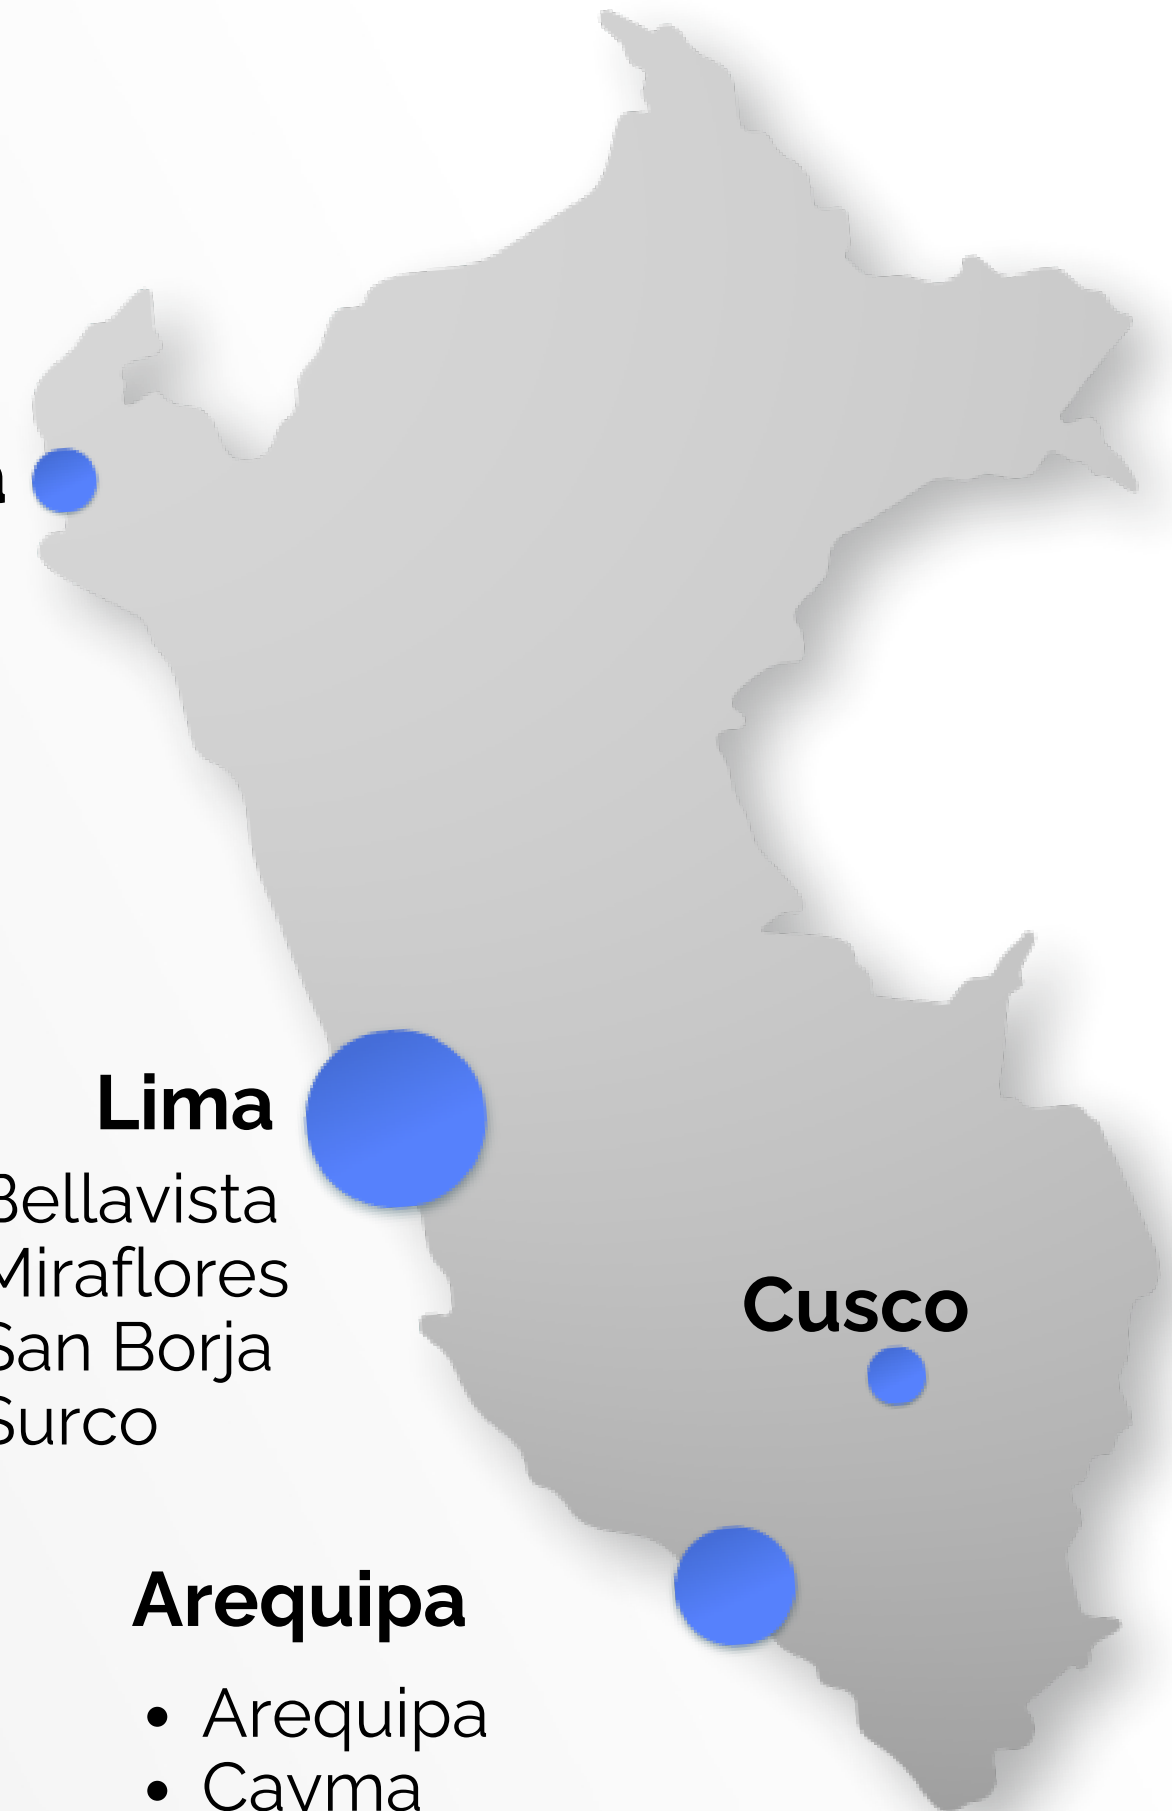 Lima
Bellavista
Miraflores
San Borja
Surco
Cusco
Arequipa
• Arequipa
• Cayma